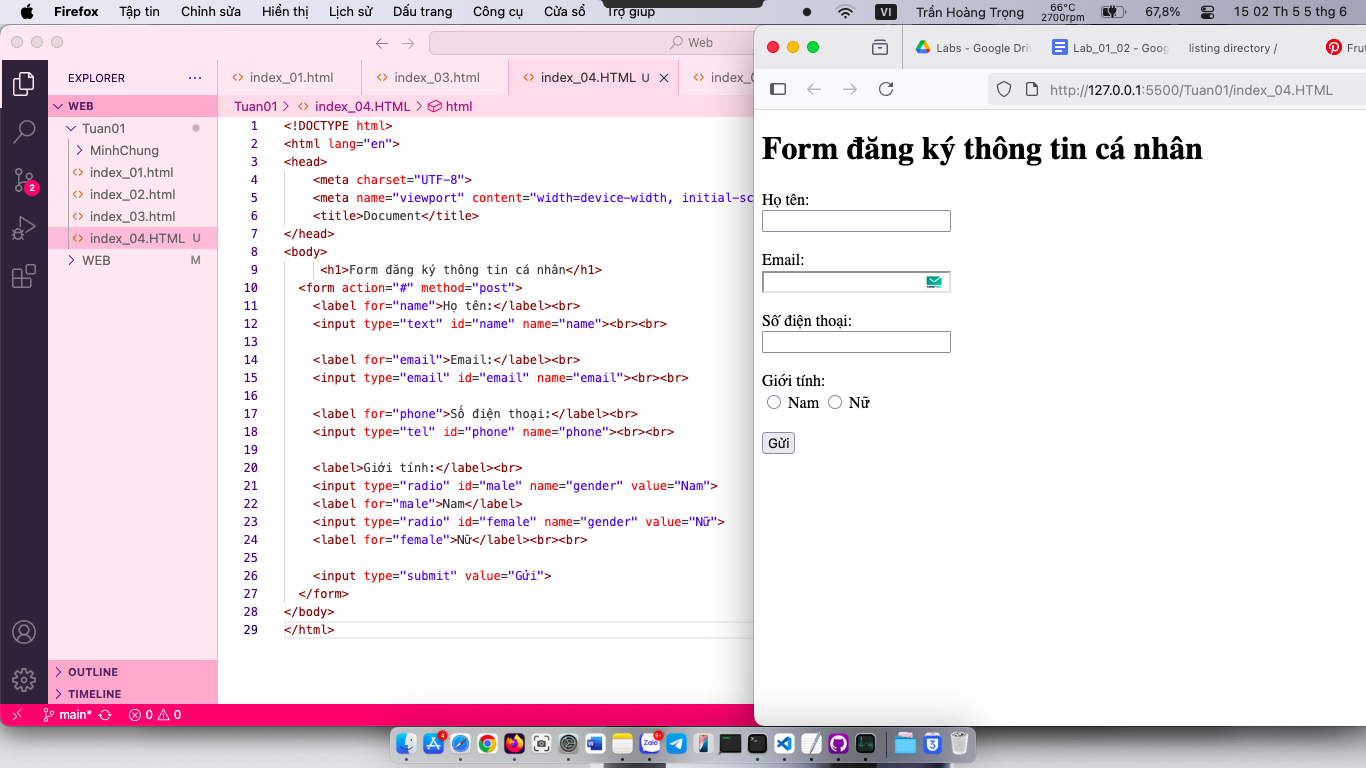 Firefox Tập tin Chỉnh sửa Hiển thị Lịch sử Dấu trang Công cụ Cửa sổ Trợ giúp VI Trần Hoàng Trọng 66°C 2700rpm 67,8% 15 02 Th 5 5 thg 6
Web
EXPLORER
WEB
Tuan01
MinhChung
index_01.html
index_02.html
index_03.html
index_04.HTML U
WEB M
OUTLINE
TIMELINE
2
main* 0 0
index_01.html index_03.html index_04.HTML U
Tuan01 index_04.HTML html
1 <!DOCTYPE html>
2 <html lang="en">
3 <head>
4 <meta charset="UTF-8">
5 <meta name="viewport" content="width=device-width, initial-sc
6 <title>Document</title>
7 </head>
8 <body>
9 <h1>Form đăng ký thông tin cá nhân</h1>
10 <form action="#" method="post">
11 <label for="name">Họ tên:</label><br>
12 <input type="text" id="name" name="name"><br><br>
13
14 <label for="email">Email:</label><br>
15 <input type="email" id="email" name="email"><br><br>
16
17 <label for="phone">Số điện thoại:</label><br>
18 <input type="tel" id="phone" name="phone"><br><br>
19
20 <label>Giới tính:</label><br>
21 <input type="radio" id="male" name="gender" value="Nam">
22 <label for="male">Nam</label>
23 <input type="radio" id="female" name="gender" value="Nữ">
24 <label for="female">Nữ</label><br><br>
25
26 <input type="submit" value="Gửi">
27 </form>
28 </body>
29 </html>
Labs - Google Driv Lab_01_02 - Goog listing directory / Frut
http://127.0.0.1:5500/Tuan01/index_04.HTML
Form đăng ký thông tin cá nhân
Họ tên:
Email:
Số điện thoại:
Giới tính:
Nam Nữ
Gửi
4
Zalo
9+
3